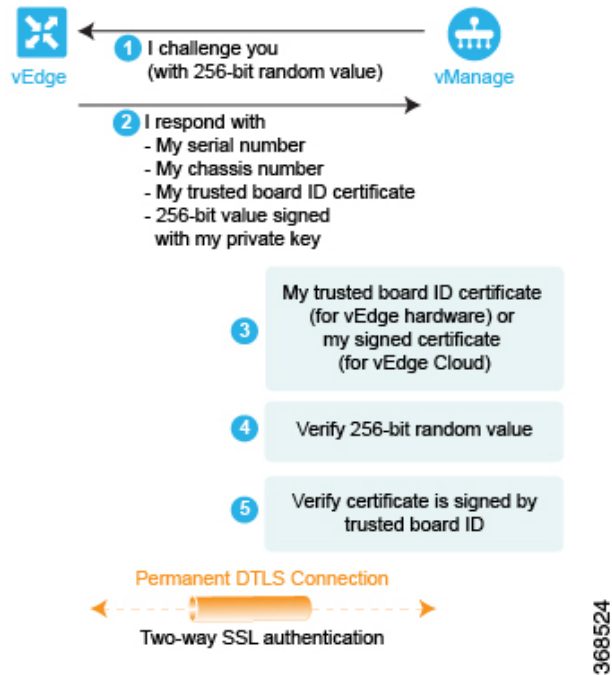 vEdge
vManage
1 I challenge you
(with 256-bit random value)
2 I respond with
- My serial number
- My chassis number
- My trusted board ID certificate
- 256-bit value signed
with my private key
3
My trusted board ID certificate
(for vEdge hardware) or
my signed certificate
(for vEdge Cloud)
4 Verify 256-bit random value
5
Verify certificate is signed by
trusted board ID
Permanent DTLS Connection
Two-way SSL authentication
368524